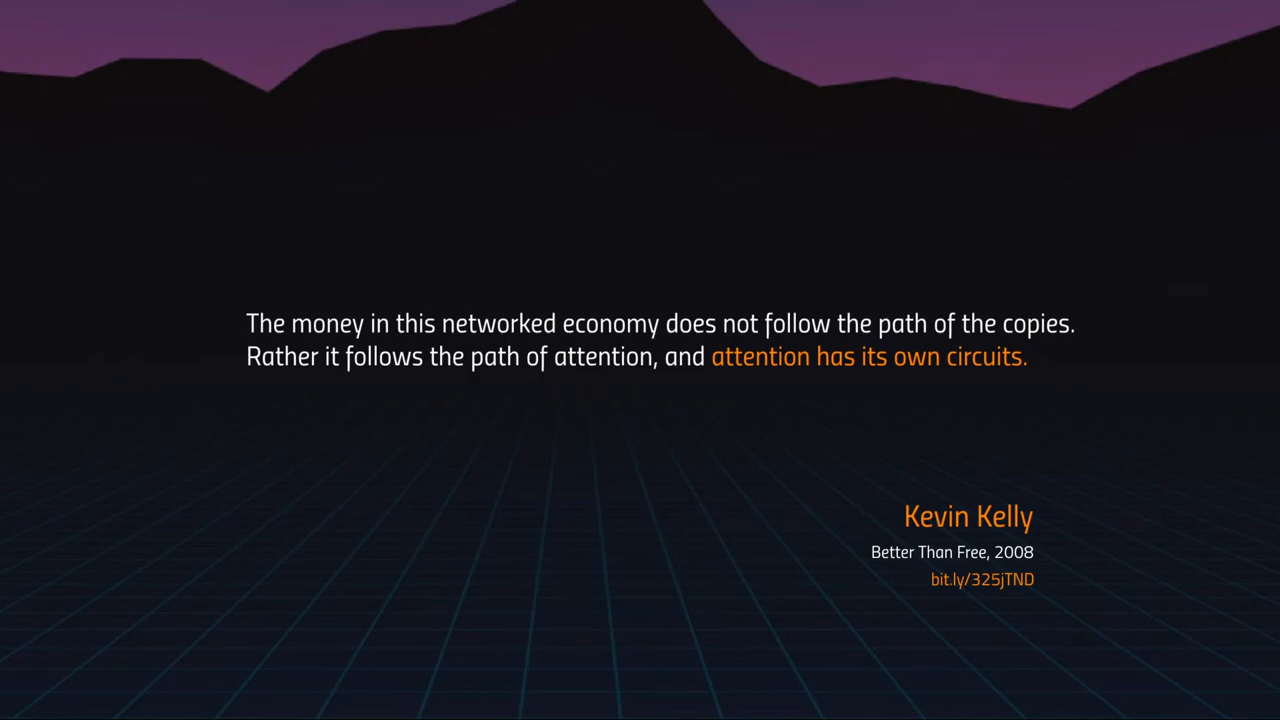 The money in this networked economy does not follow the path of the copies.
Rather it follows the path of attention, and attention has its own circuits.
Kevin Kelly
Better Than Free, 2008
bit.ly/325jTND